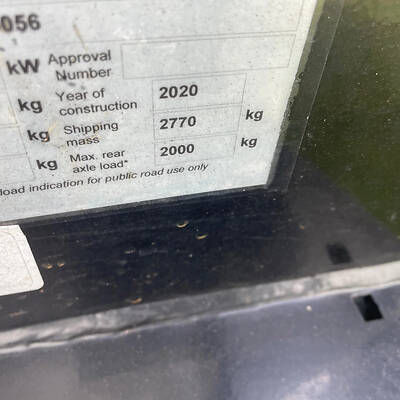 056
kW Approval Number
kg Year of construction 2020
kg Shipping mass 2770 kg
kg Max. rear axle load* 2000 kg
load indication for public road use only